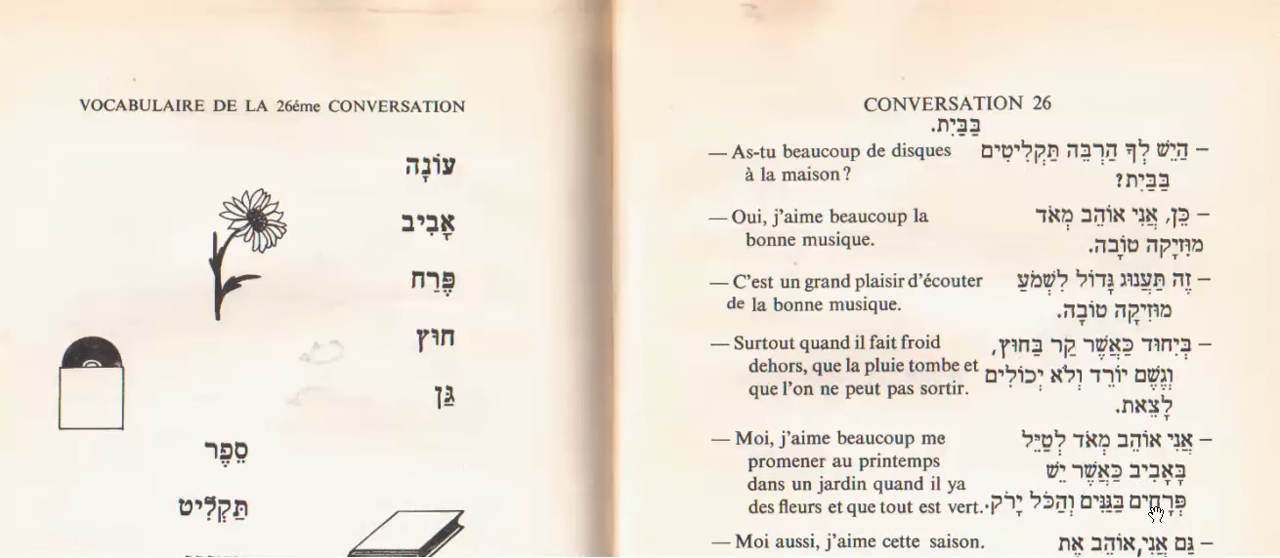 VOCABULAIRE DE LA 26éme CONVERSATION
עוֹנָה
אָבִיב
פֶּרַח
חוּץ
גַּן
סֵפֶר
תַּקְלִיט
CONVERSATION 26
בַּבַּיִת.
— As-tu beaucoup de disques
à la maison?
– הֲיֵשׁ לְךָ הַרְבֵּה תַּקְלִיטִים
בַּבַּיִת?
— Oui, j'aime beaucoup la
bonne musique.
– כֵּן, אֲנִי אוֹהֵב מְאֹד
מוּזִיקָה טוֹבָה.
— C'est un grand plaisir d'écouter
de la bonne musique.
– זֶה תַּעֲנוּג גָּדוֹל לִשְׁמֹעַ
מוּזִיקָה טוֹבָה.
— Surtout quand il fait froid
dehors, que la pluie tombe et
que l'on ne peut pas sortir.
– בְּיִחוּד כַּאֲשֶׁר קַר בַּחוּץ,
וְגֶשֶׁם יוֹרֵד וְלֹא יְכוֹלִים
לָצֵאת.
— Moi, j'aime beaucoup me
promener au printemps
dans un jardin quand il ya
des fleurs et que tout est vert.
– אֲנִי אוֹהֵב מְאֹד לְטַיֵּל
בָּאָבִיב כַּאֲשֶׁר יֵשׁ
פְּרָחִים בַּגַּנִּים וְהַכֹּל יָרֹק.
— Moi aussi, j'aime cette saison.
– גַּם אֲנִי, אוֹהֵב אֶת